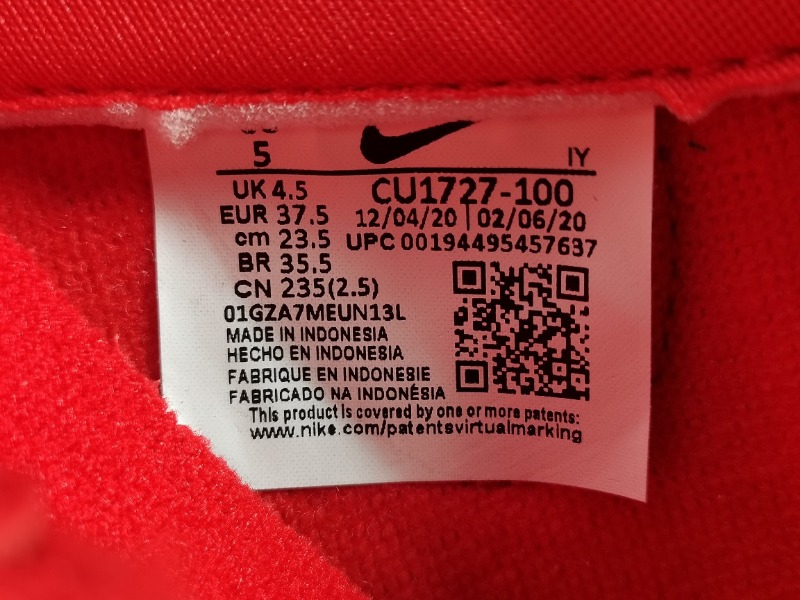 5 IY
UK 4.5 CU1727-100
EUR 37.5 12/04/20 | 02/06/20
cm 23.5 UPC 00194495457637
BR 35.5
CN 235(2.5)
01GZA7MEUN13L
MADE IN INDONESIA
HECHO EN INDONESIA
FABRIQUE EN INDONESIE
FABRICADO NA INDONÉSIA
This product is covered by one or more patents:
www.nike.com/patentsvirtualmarking